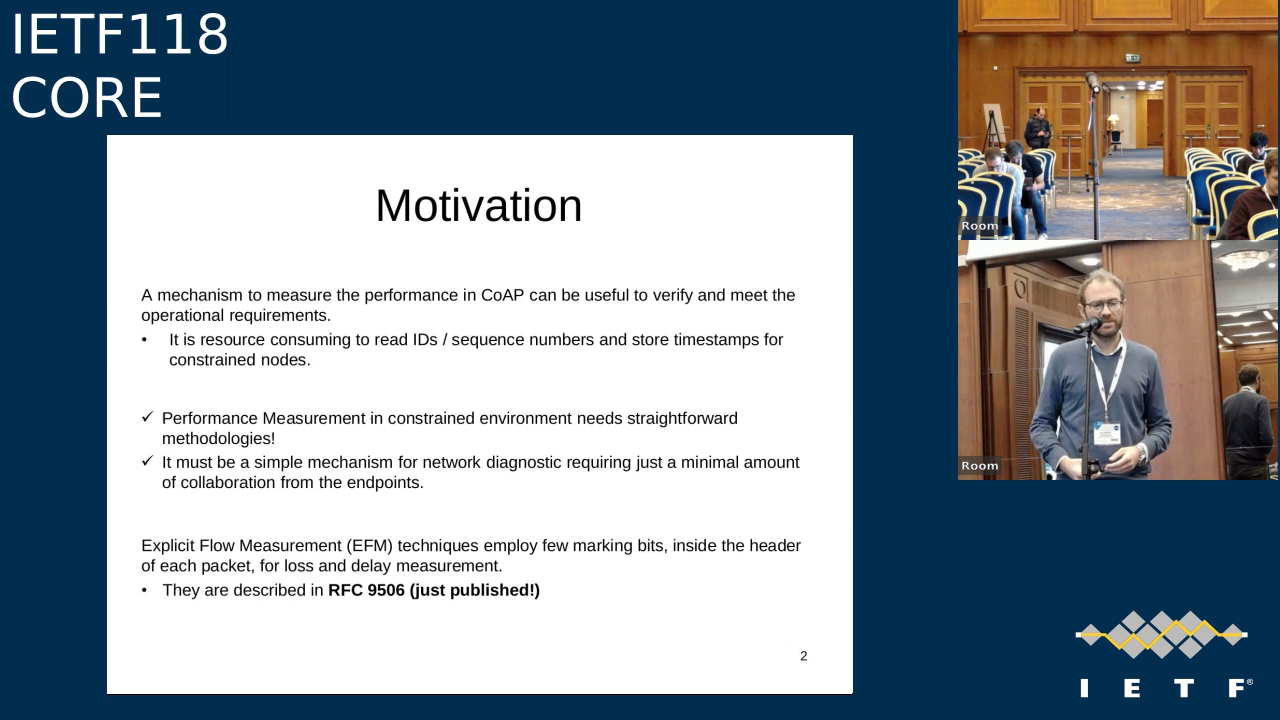 IETF118
CORE
Motivation
A mechanism to measure the performance in CoAP can be useful to verify and meet the
operational requirements.
• It is resource consuming to read IDs / sequence numbers and store timestamps for
constrained nodes.
✓ Performance Measurement in constrained environment needs straightforward
methodologies!
✓ It must be a simple mechanism for network diagnostic requiring just a minimal amount
of collaboration from the endpoints.
Explicit Flow Measurement (EFM) techniques employ few marking bits, inside the header
of each packet, for loss and delay measurement.
• They are described in RFC 9506 (just published!)
2
Room
Room
I E T F®